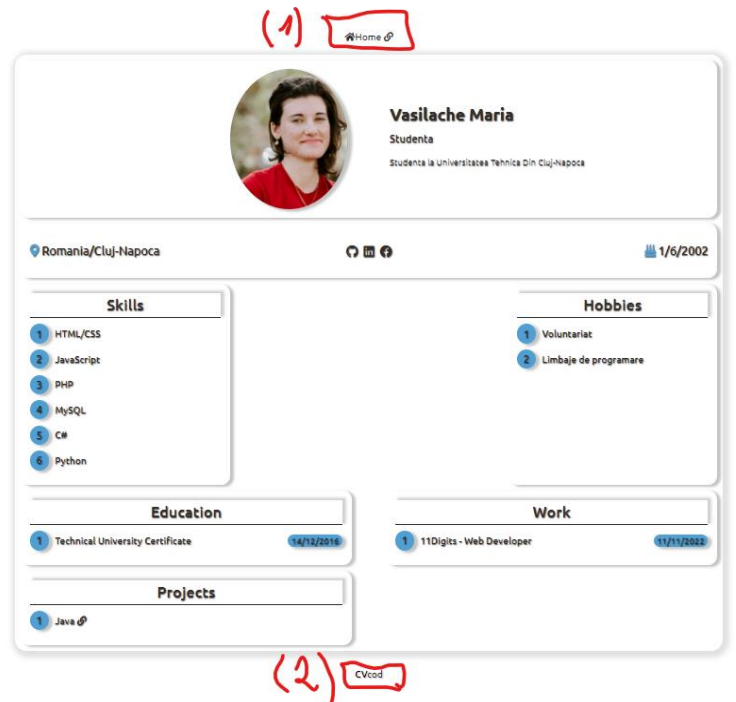 (1) Home
Vasilache Maria
Studenta
Studenta la Universitatea Tehnica Din Cluj-Napoca
Romania/Cluj-Napoca 1/6/2002
Skills Hobbies
1 HTML/CSS 1 Voluntariat
2 JavaScript 2 Limbaje de programare
3 PHP
4 MySQL
5 C#
6 Python
Education Work
1 Technical University Certificate 14/12/2016 1 11Digits - Web Developer 11/11/2022
Projects
1 Java
(2) CVcod